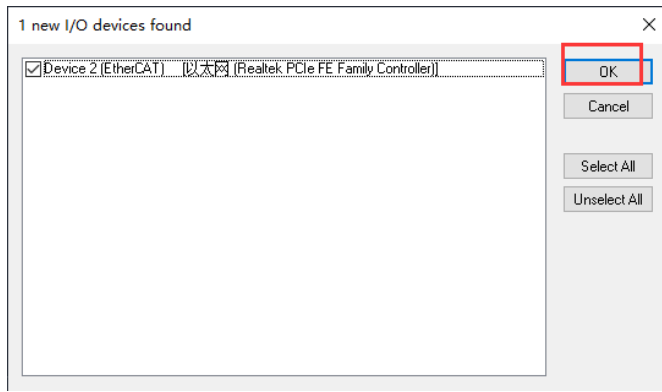 1 new I/O devices found
Device 2 (EtherCAT) [以太网 (Realtek PCIe FE Family Controller)]
OK
Cancel
Select All
Unselect All